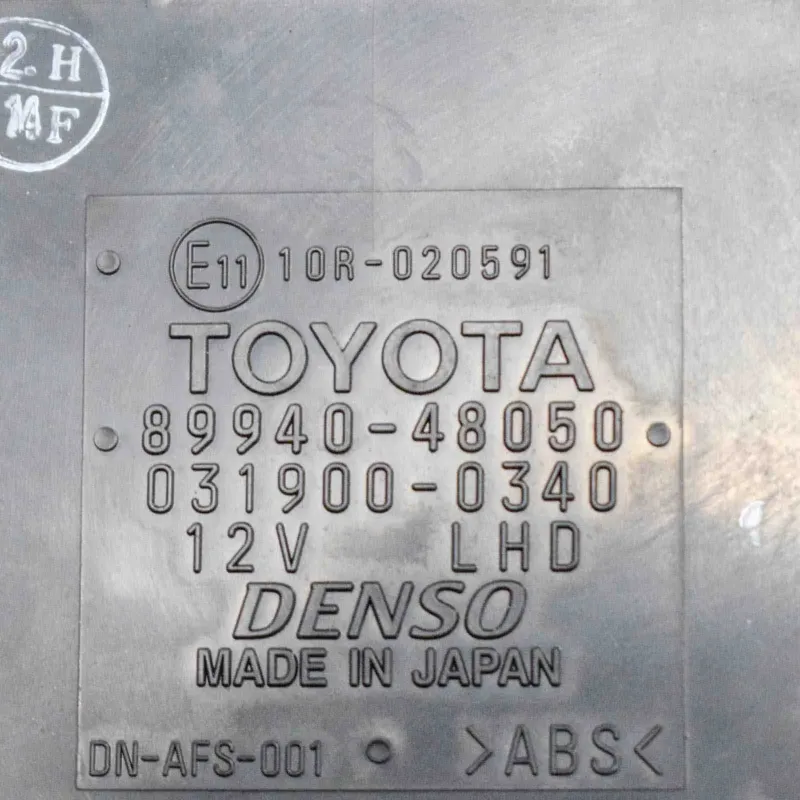 2.H
F
E11 10R-020591
TOYOTA
89940-48050
031900-0340
12V LHD
DENSO
MADE IN JAPAN
DN-AFS-001 >ABS<